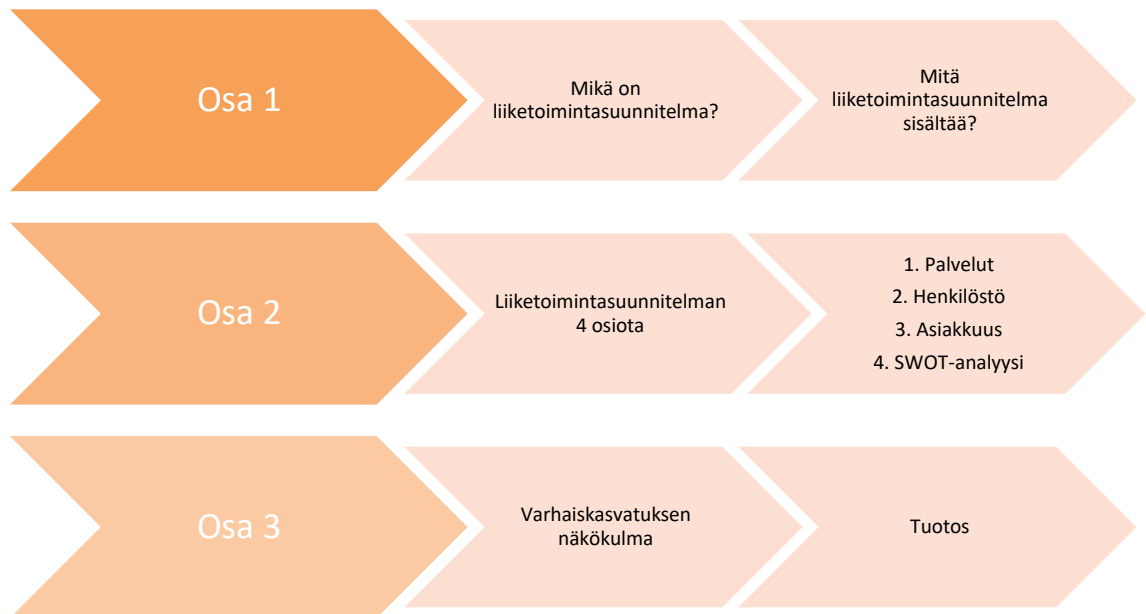 Osa 1
Mikä on
liiketoimintasuunnitelma?
Mitä
liiketoimintasuunnitelma
sisältää?
Osa 2
Liiketoimintasuunnitelman
4 osiota
1. Palvelut
2. Henkilöstö
3. Asiakkuus
4. SWOT-analyysi
Osa 3
Varhaiskasvatuksen
näkökulma
Tuotos